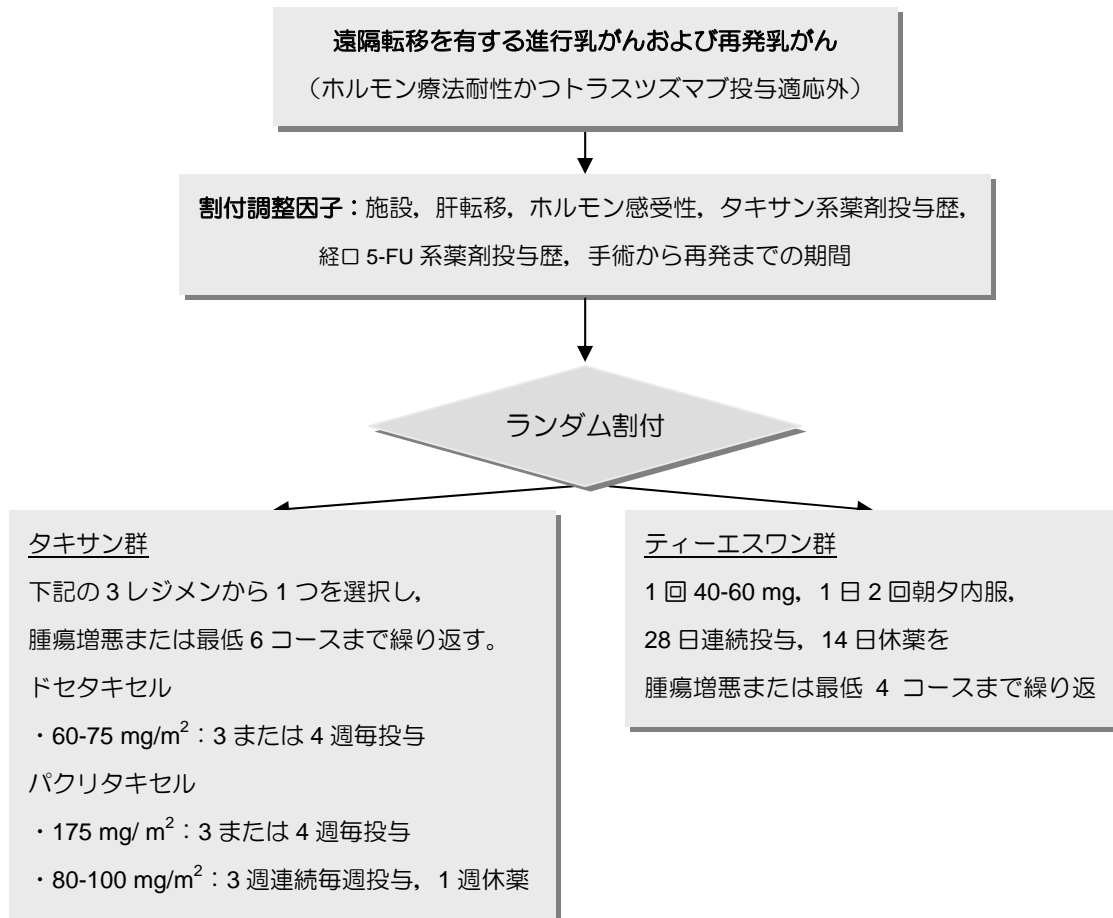 遠隔転移を有する進行乳がんおよび再発乳がん
（ホルモン療法耐性かつトラスツズマブ投与適応外）
割付調整因子：施設，肝転移，ホルモン感受性，タキサン系薬剤投与歴，
経口 5-FU 系薬剤投与歴，手術から再発までの期間
ランダム割付
タキサン群
下記の 3 レジメンから 1 つを選択し，
腫瘍増悪または最低 6 コースまで繰り返す。
ドセタキセル
・60-75 mg/m²：3 または 4 週毎投与
パクリタキセル
・175 mg/ m²：3 または 4 週毎投与
・80-100 mg/m²：3 週連続毎週投与，1 週休薬
ティーエスワン群
1 回 40-60 mg，1 日 2 回朝夕内服，
28 日連続投与，14 日休薬を
腫瘍増悪または最低 4 コースまで繰り返